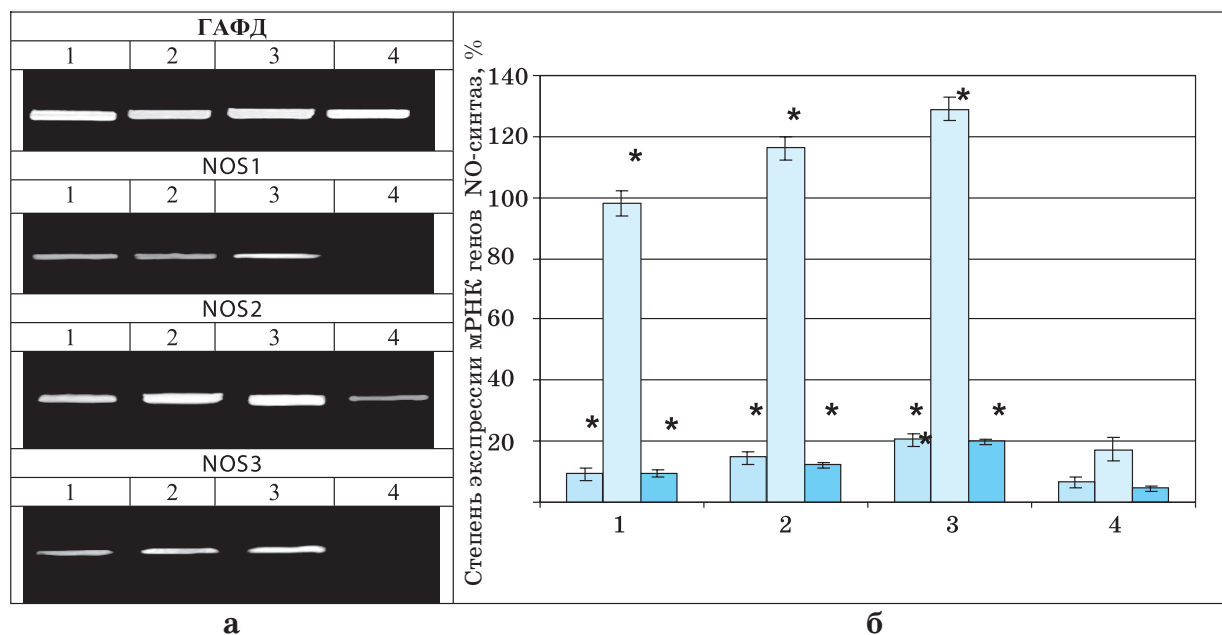 ГАФД
1 2 3 4
NOS1
1 2 3 4
NOS2
1 2 3 4
NOS3
1 2 3 4
а
Степень экспрессии мРНК генов NO-синтаз, %
140
120
100
80
60
40
20
* * *
* * *
* * * *
1 2 3 4
б